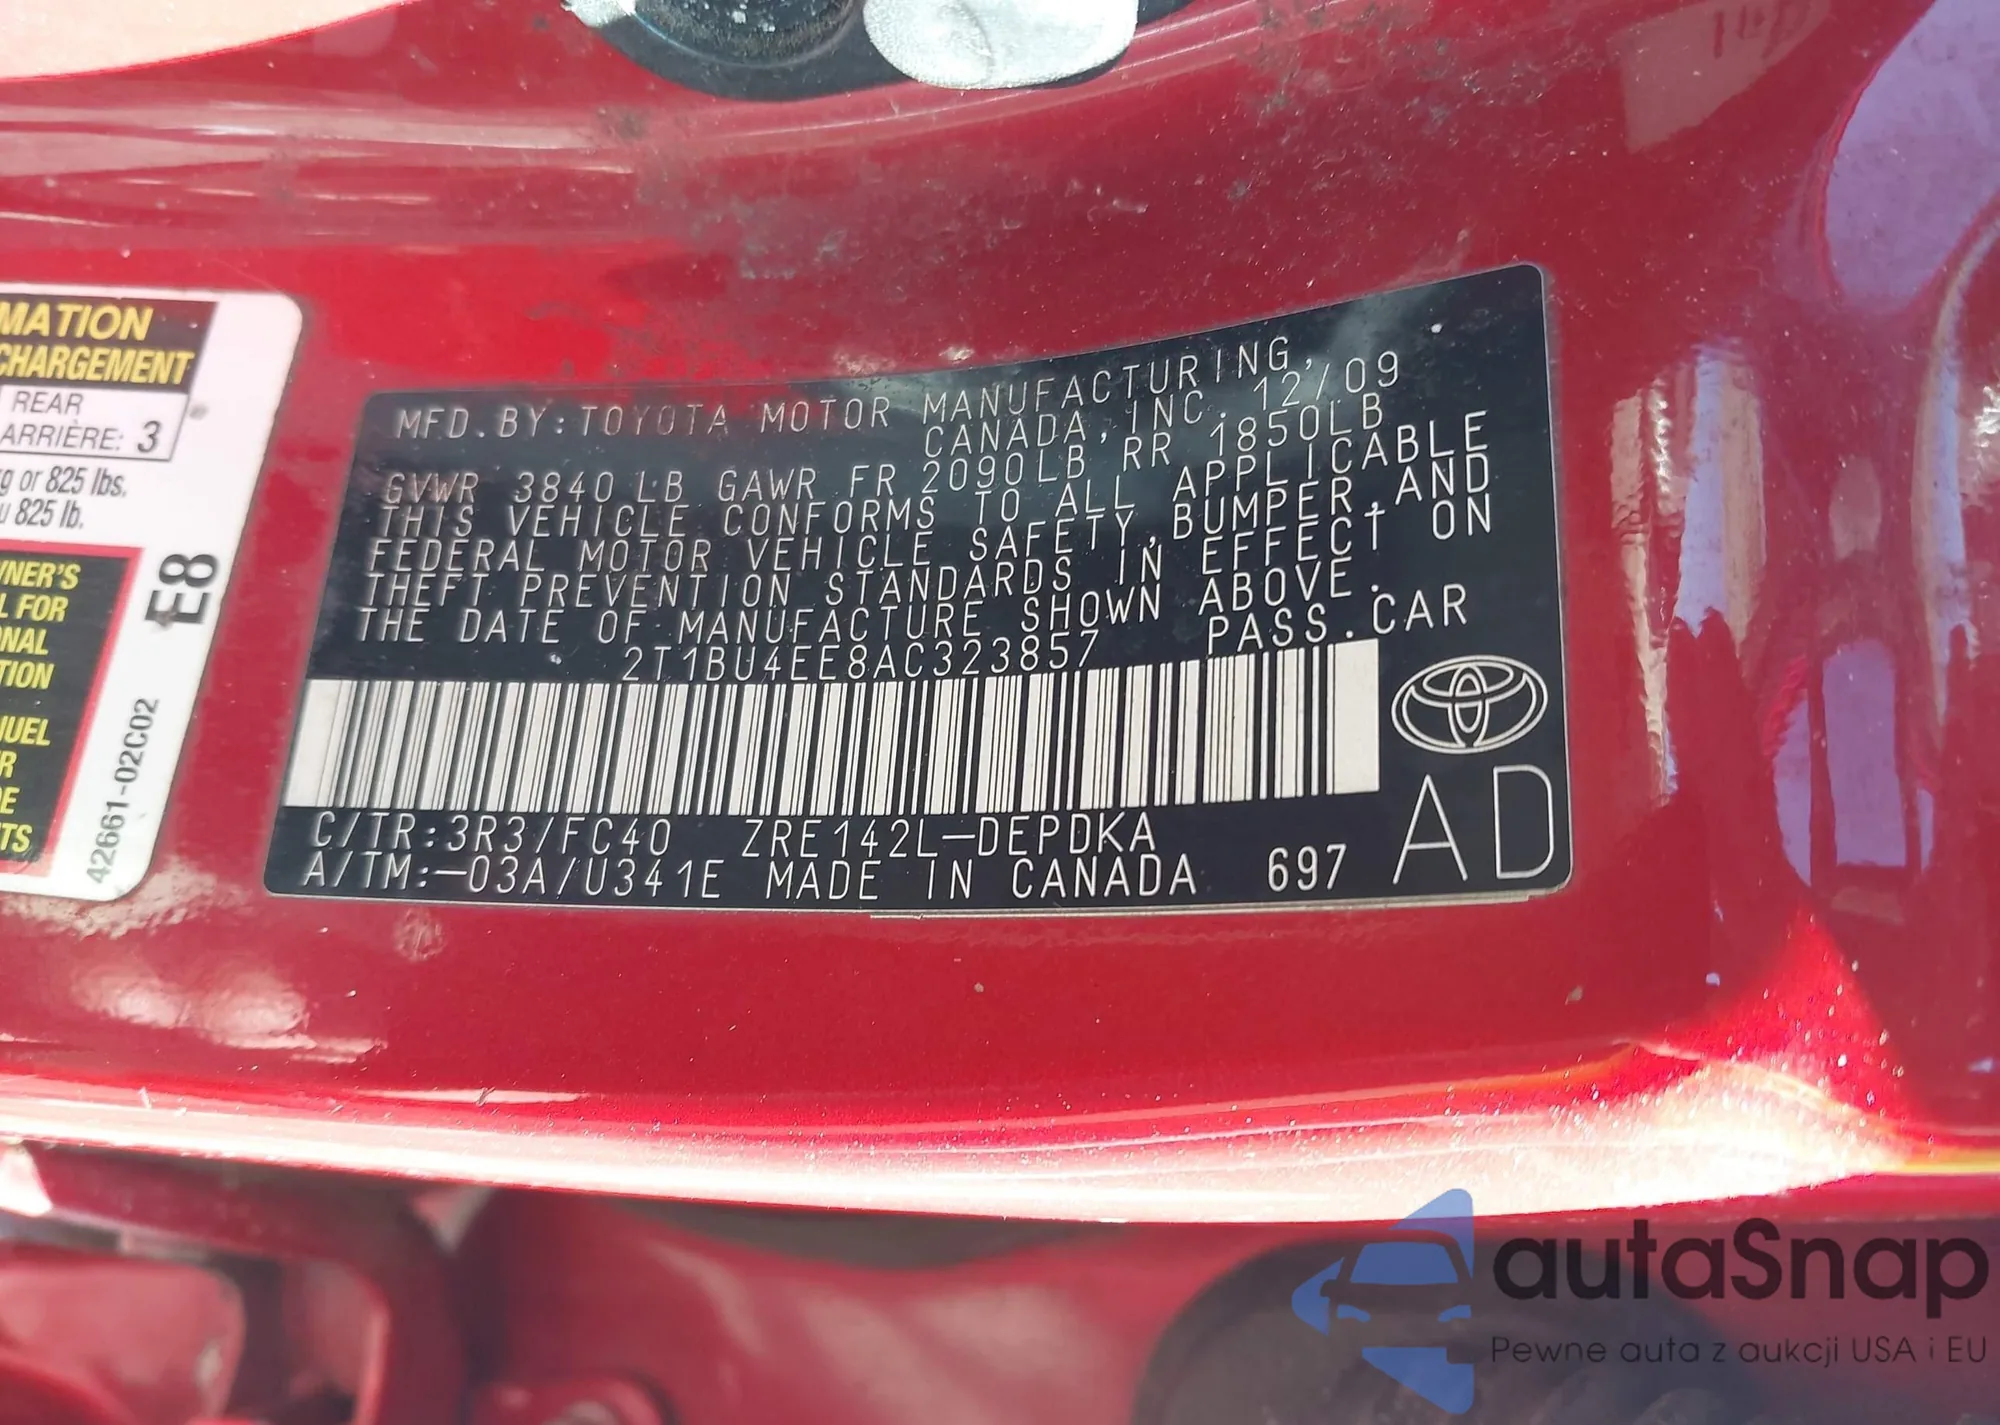 MATION
CHARGEMENT
REAR
ARRIÈRE: 3
g or 825 lbs.
u 825 lb.
NER'S
L FOR
NAL
TION
UEL
R
DE
TS
E8
42661-02C02
MFD.BY:TOYOTA MOTOR MANUFACTURING,
CANADA,INC. 12/09
GVWR 3840 LB GAWR FR 2090LB RR 1850LB
THIS VEHICLE CONFORMS TO ALL APPLICABLE
FEDERAL MOTOR VEHICLE SAFETY,BUMPER,AND
THEFT PREVENTION STANDARDS IN EFFECT ON
THE DATE OF MANUFACTURE SHOWN ABOVE.
2T1BU4EE8AC323857 PASS.CAR
C/TR:3R3/FC40 ZRE142L-DEPDKA
A/TM:-03A/U341E MADE IN CANADA 697
AD
autaSnap
Pewne auta z aukcji USA i EU